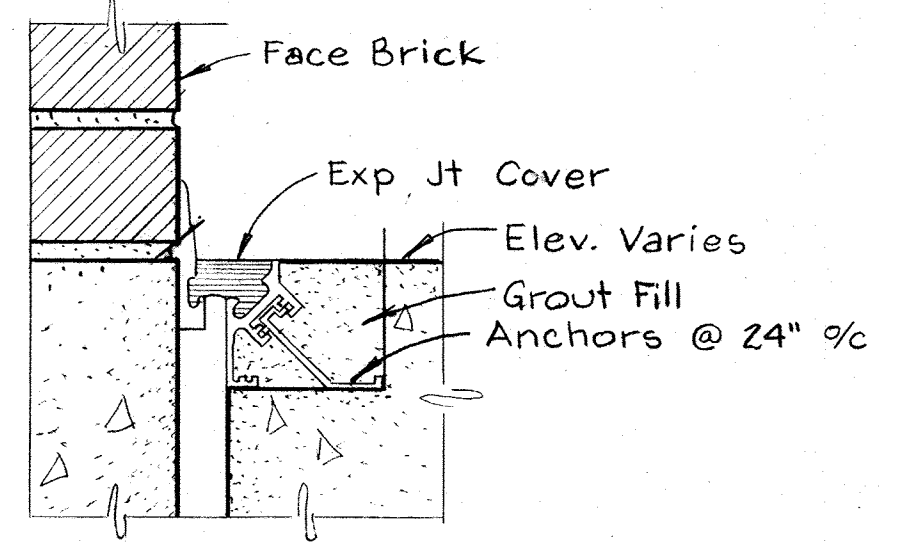 Face Brick
Exp Jt Cover
Elev. Varies
Grout Fill
Anchors @ 24" o/c